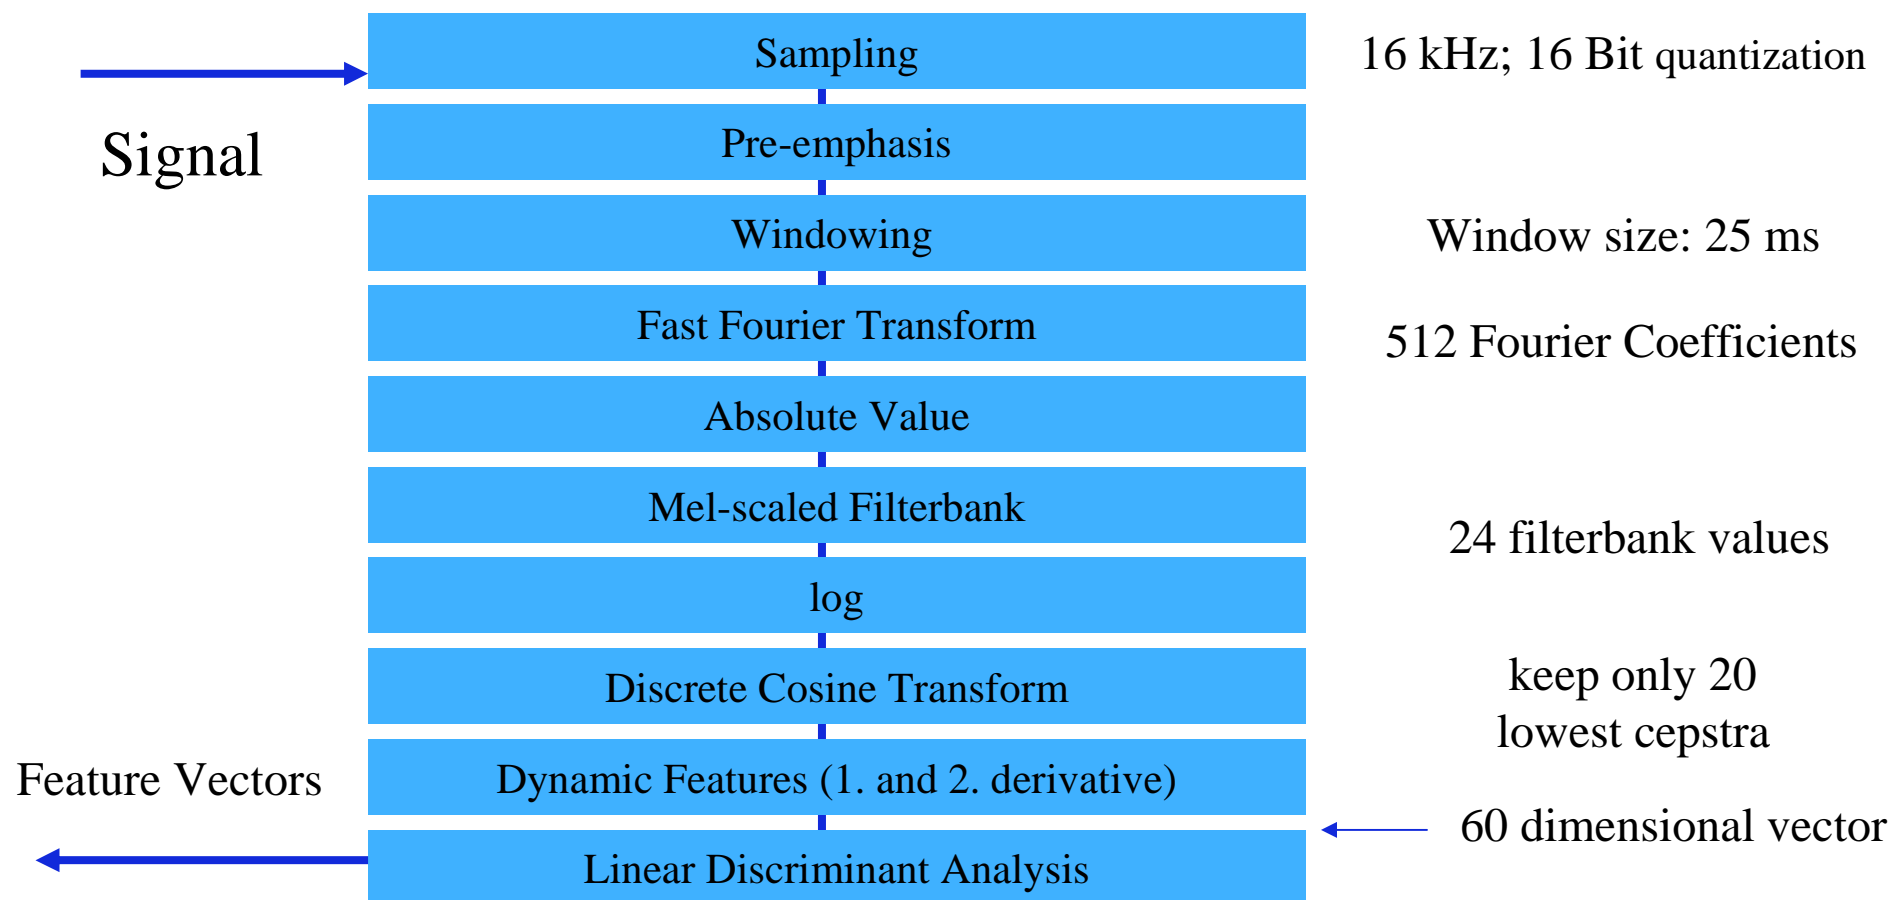 Sampling
16 kHz; 16 Bit quantization
Signal
Pre-emphasis
Windowing
Window size: 25 ms
Fast Fourier Transform
512 Fourier Coefficients
Absolute Value
Mel-scaled Filterbank
24 filterbank values
log
Discrete Cosine Transform
keep only 20
lowest cepstra
Feature Vectors
Dynamic Features (1. and 2. derivative)
60 dimensional vector
Linear Discriminant Analysis